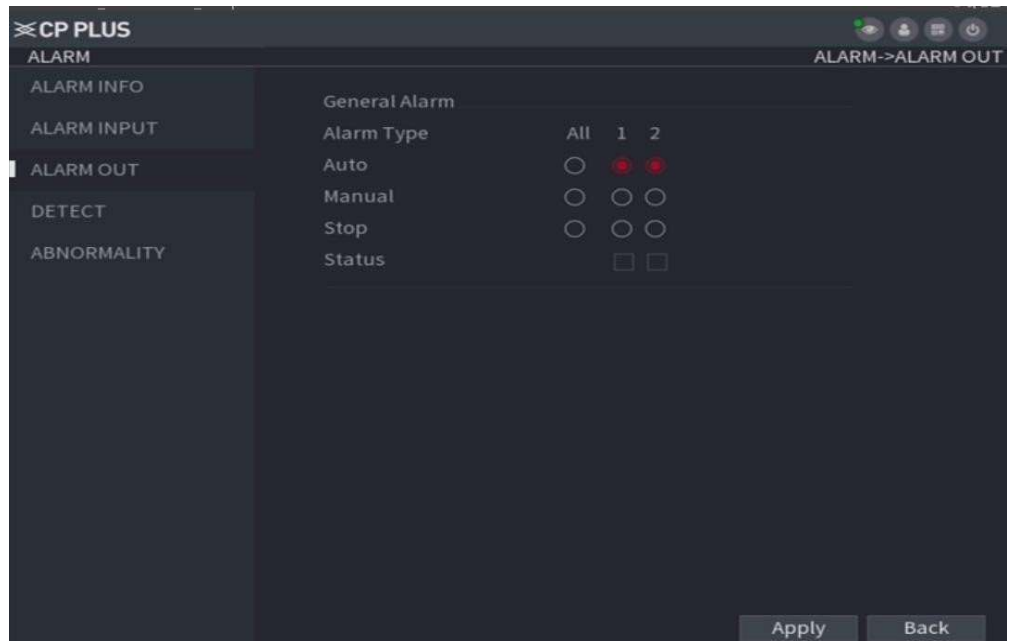 CP PLUS
ALARM
ALARM->ALARM OUT
ALARM INFO
ALARM INPUT
ALARM OUT
DETECT
ABNORMALITY
General Alarm
Alarm Type All 1 2
Auto
Manual
Stop
Status
Apply Back